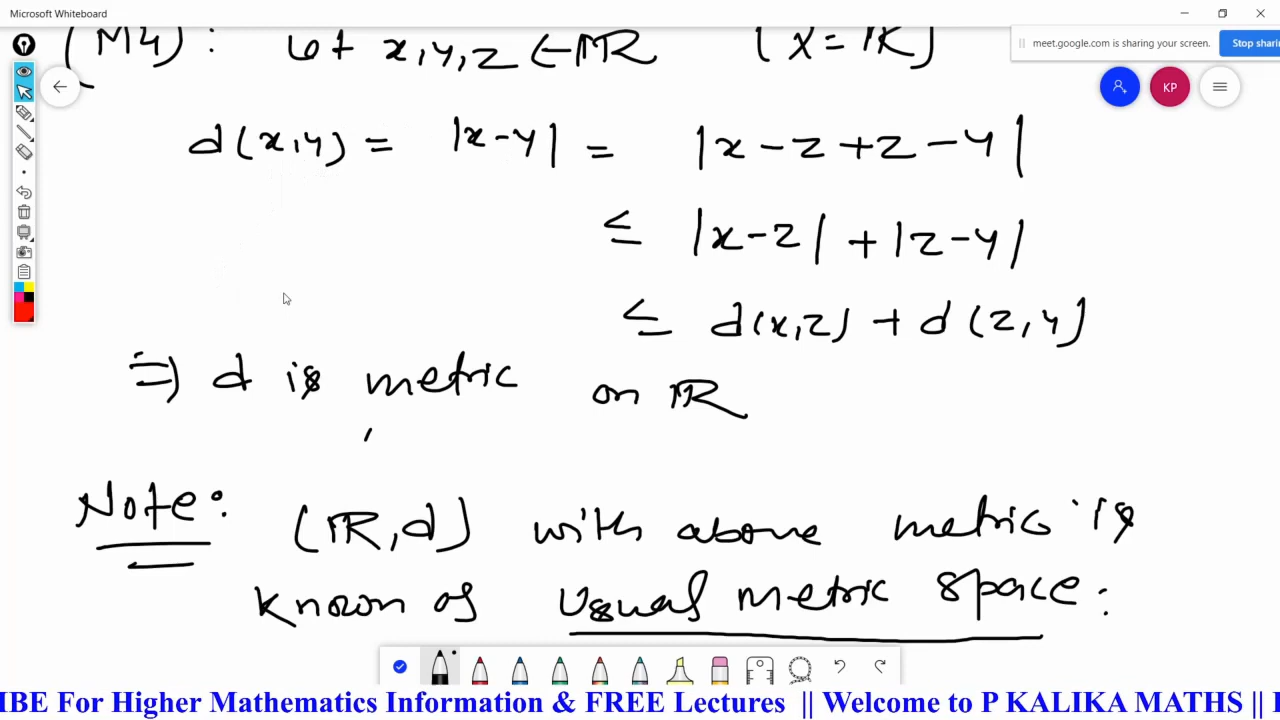 Microsoft Whiteboard
(M4): let x,y,z ∈ ℝ (X=ℝ)
meet.google.com is sharing your screen. Stop sharin
KP
d(x,y) = |x-y| = |x-z+z-y|
≤ |x-z| + |z-y|
≤ d(x,z) + d(z,y)
⇒ d is metric on ℝ
Note: (ℝ,d) with above metric is
known as usual metric space.
IBE For Higher Mathematics Information & FREE Lectures || Welcome to P KALIKA MATHS ||